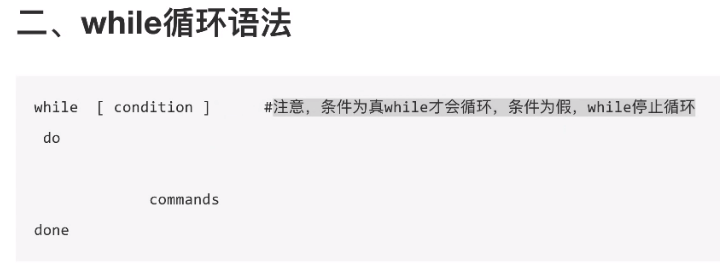 二、while循环语法
while  [ condition ]      #注意，条件为真while才会循环，条件为假，while停止循环
do
commands
done